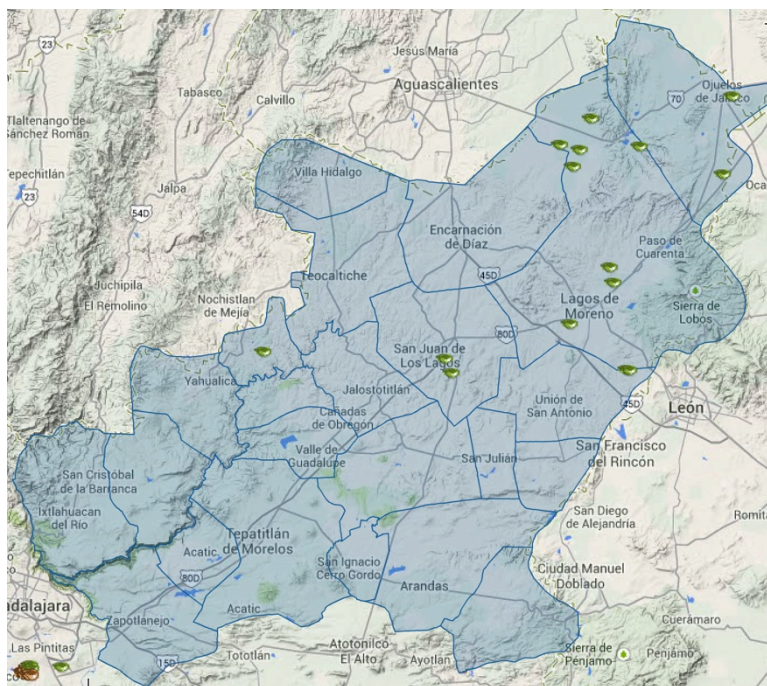 23
Jesús María
Aguascalientes
Tabasco
Calvillo
70
Ojuelos
de Jalisco
Tlaltenango de
Sánchez Román
Tepechitlán
23
Jalpa
54D
Villa Hidalgo
Encarnación
de Díaz
Paso de
Cuarenta
45D
Teocaltiche
Juchipila
El Remolino
Nochistlan
de Mejía
Lagos de
Moreno
Sierra de
Lobos
80D
San Juan de
Los Lagos
Yahualica
Jalostotitlán
Cañadas
de Obregón
Unión de
San Antonio
45D
León
Valle de
Guadalupe
San Julián
San Francisco
del Rincón
San Cristóbal
de la Barranca
Ixtlahuacan
del Río
San Diego
de Alejandría
Tepatitlán
de Morelos
Acatic
80D
San Ignacio
Cerro Gordo
Arandas
Ciudad Manuel
Doblado
Acatic
Zapotlanejo
Cuerámaro
Las Pintitas
15D
Tototlán
Atotonilco
El Alto
Ayotlán
Sierra de
Pénjamo
Pénjamo